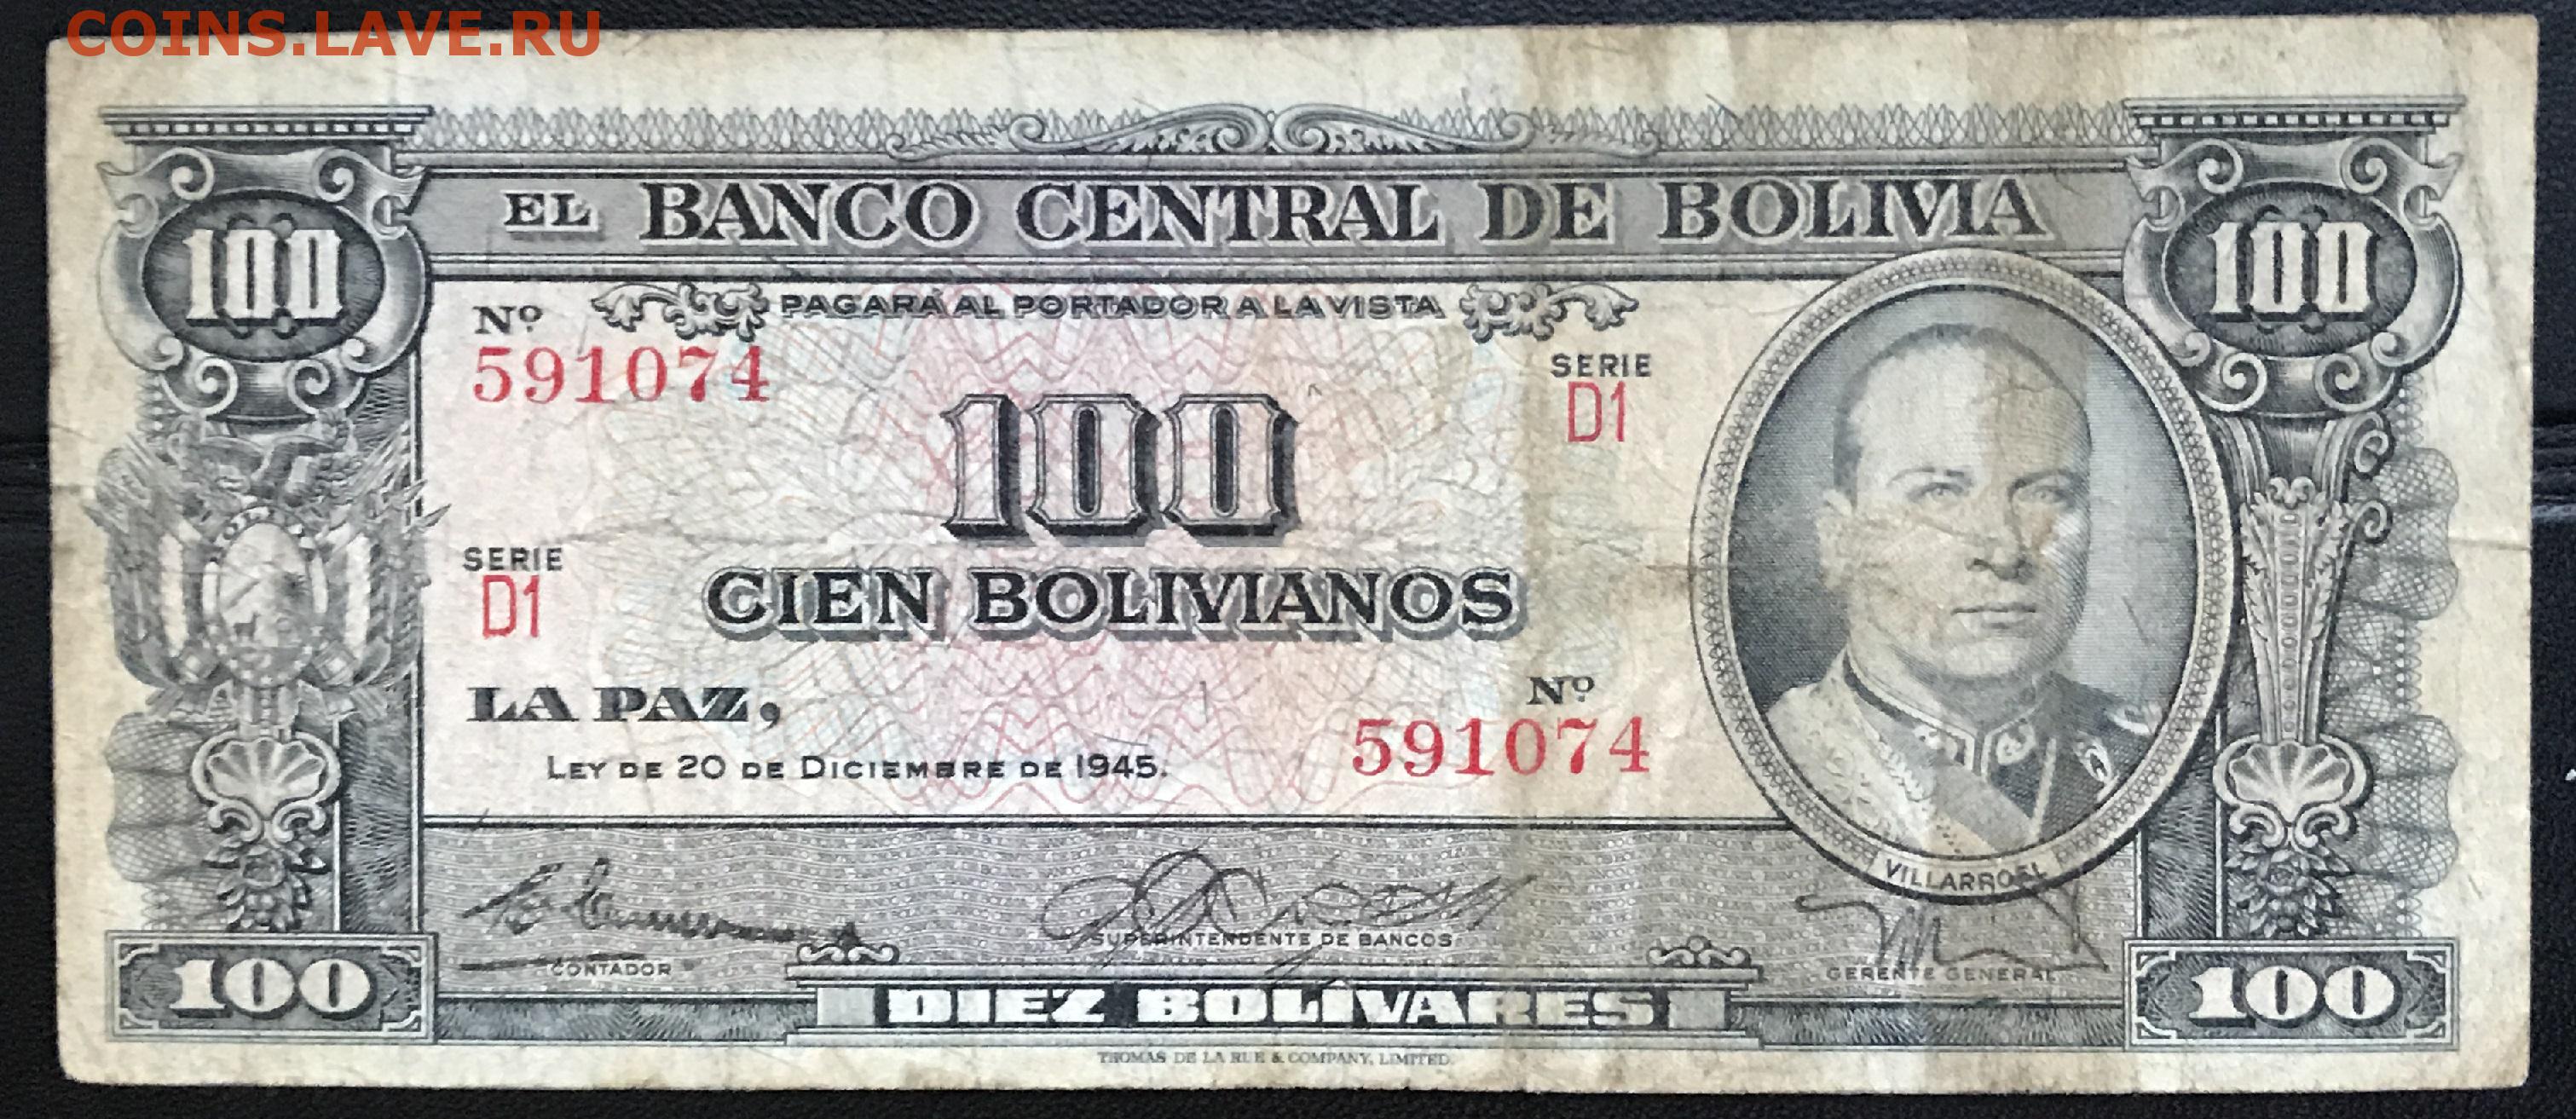 COINS.LAVE.RU
EL BANCO CENTRAL DE BOLIVIA
100
100
Nº
PAGARÁ AL PORTADOR A LA VISTA
591074
SERIE
D1
100
SERIE
D1
CIEN BOLIVIANOS
Nº
LA PAZ,
591074
LEY DE 20 DE DICIEMBRE DE 1945.
VILLARROEL
SUPERINTENDENTE DE BANCOS
CONTADOR
GERENTE GENERAL
100
DIEZ BOLÍVARES
100
THOMAS DE LA RUE & COMPANY, LIMITED.